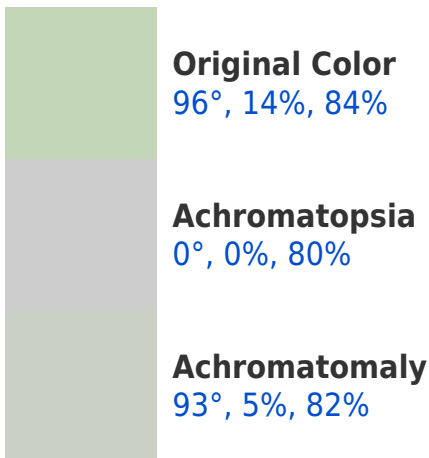 Original Color
96°, 14%, 84%
Achromatopsia
0°, 0%, 80%
Achromatomaly
93°, 5%, 82%